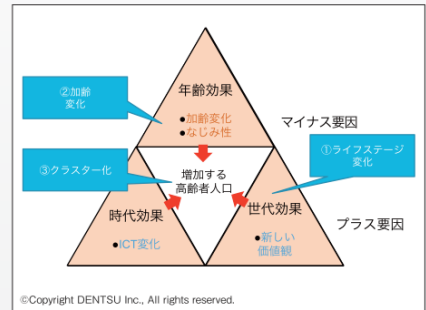 ②加齢
変化
年齢効果
●加齢変化
●なじみ性
マイナス要因
①ライフステージ
変化
③クラスター化
増加する
高齢者人口
時代効果
●ICT変化
世代効果
●新しい
価値観
プラス要因
©Copyright DENTSU Inc., All rights reserved.